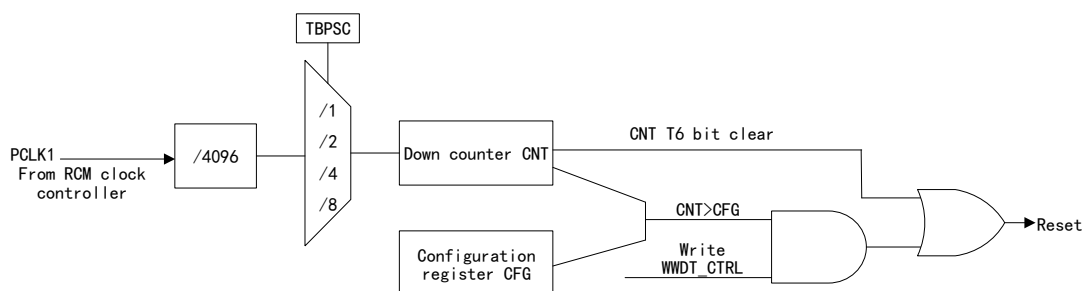 TBPSC
/1
/2
/4
/8
PCLK1
From RCM clock
controller
/4096
Down counter CNT
CNT T6 bit clear
CNT>CFG
Configuration
register CFG
Write
WWDT_CTRL
Reset